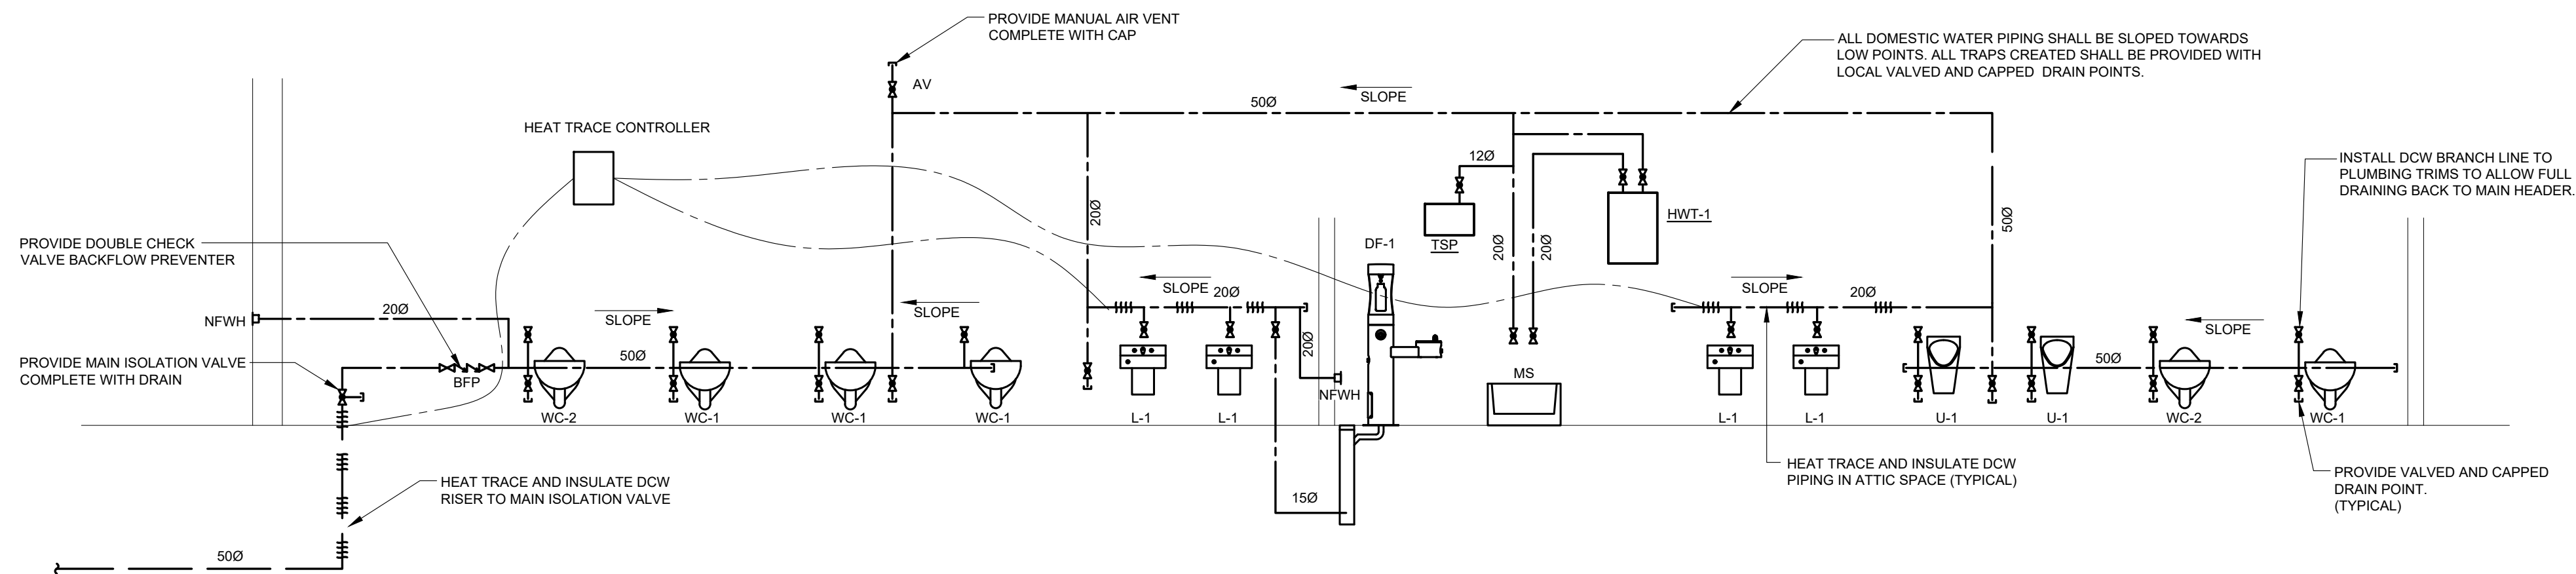 PROVIDE MANUAL AIR VENT
COMPLETE WITH CAP
AV
ALL DOMESTIC WATER PIPING SHALL BE SLOPED TOWARDS
LOW POINTS. ALL TRAPS CREATED SHALL BE PROVIDED WITH
LOCAL VALVED AND CAPPED DRAIN POINTS.
50Ø
SLOPE
HEAT TRACE CONTROLLER
12Ø
TSP
HWT-1
20Ø
20Ø
20Ø
50Ø
INSTALL DCW BRANCH LINE TO
PLUMBING TRIMS TO ALLOW FULL
DRAINING BACK TO MAIN HEADER.
PROVIDE DOUBLE CHECK
VALVE BACKFLOW PREVENTER
DF-1
NFWH
20Ø
SLOPE
SLOPE
SLOPE
20Ø
SLOPE
20Ø
SLOPE
PROVIDE MAIN ISOLATION VALVE
COMPLETE WITH DRAIN
BFP
50Ø
20Ø
NFWH
MS
50Ø
WC-2
WC-1
WC-1
WC-1
L-1
L-1
L-1
L-1
U-1
U-1
WC-2
WC-1
HEAT TRACE AND INSULATE DCW
RISER TO MAIN ISOLATION VALVE
15Ø
HEAT TRACE AND INSULATE DCW
PIPING IN ATTIC SPACE (TYPICAL)
PROVIDE VALVED AND CAPPED
DRAIN POINT.
(TYPICAL)
50Ø